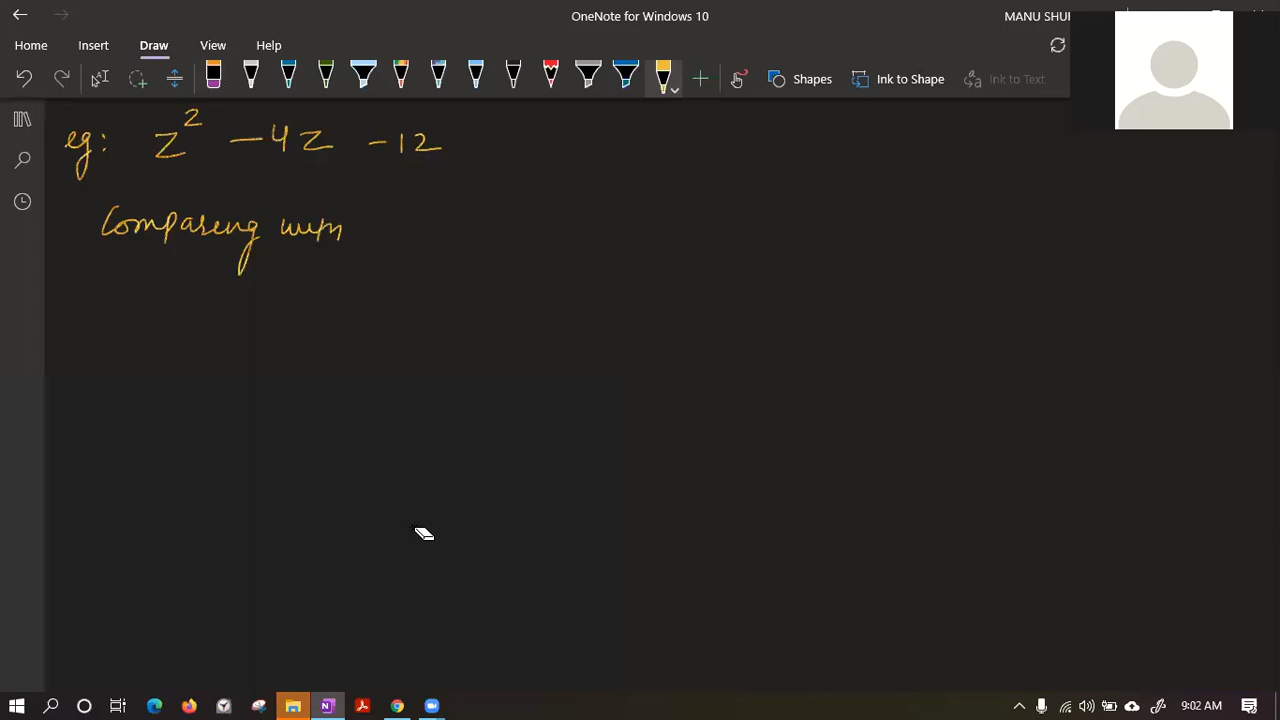 OneNote for Windows 10
MANU SHU
Home Insert Draw View Help
Shapes Ink to Shape Ink to Text
eg: z² - 4z - 12
Comparing with
9:02 AM